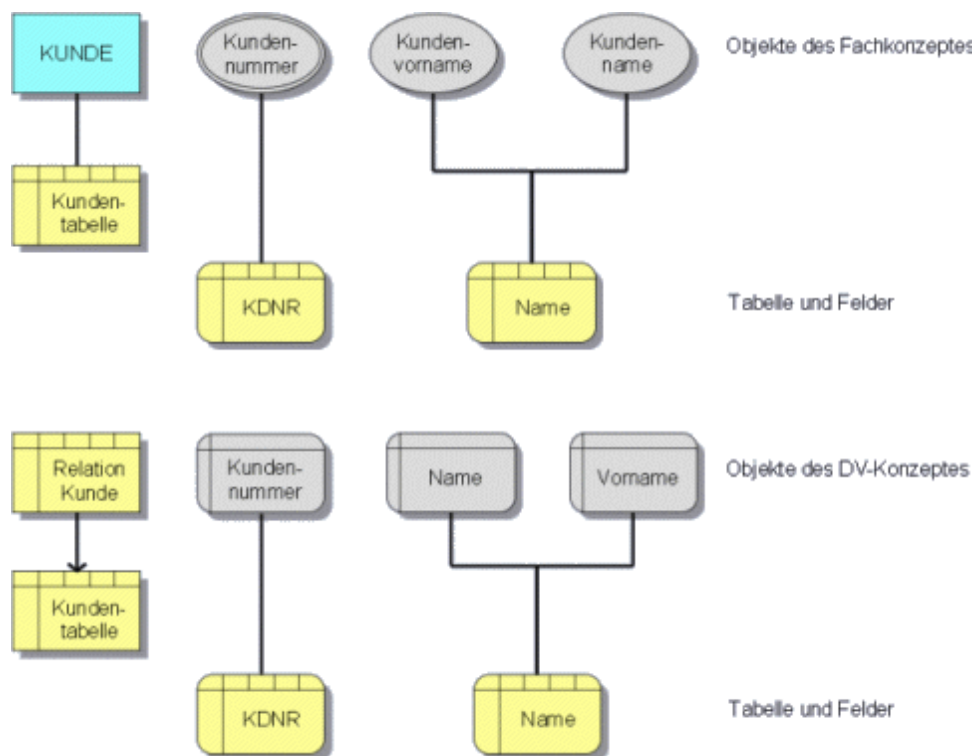 KUNDE
Kunden-
nummer
Kunden-
vorname
Kunden-
name
Objekte des Fachkonzeptes
Kunden-
tabelle
KDNR
Name
Tabelle und Felder
Relation
Kunde
Kunden-
nummer
Name
Vorname
Objekte des DV-Konzeptes
Kunden-
tabelle
KDNR
Name
Tabelle und Felder